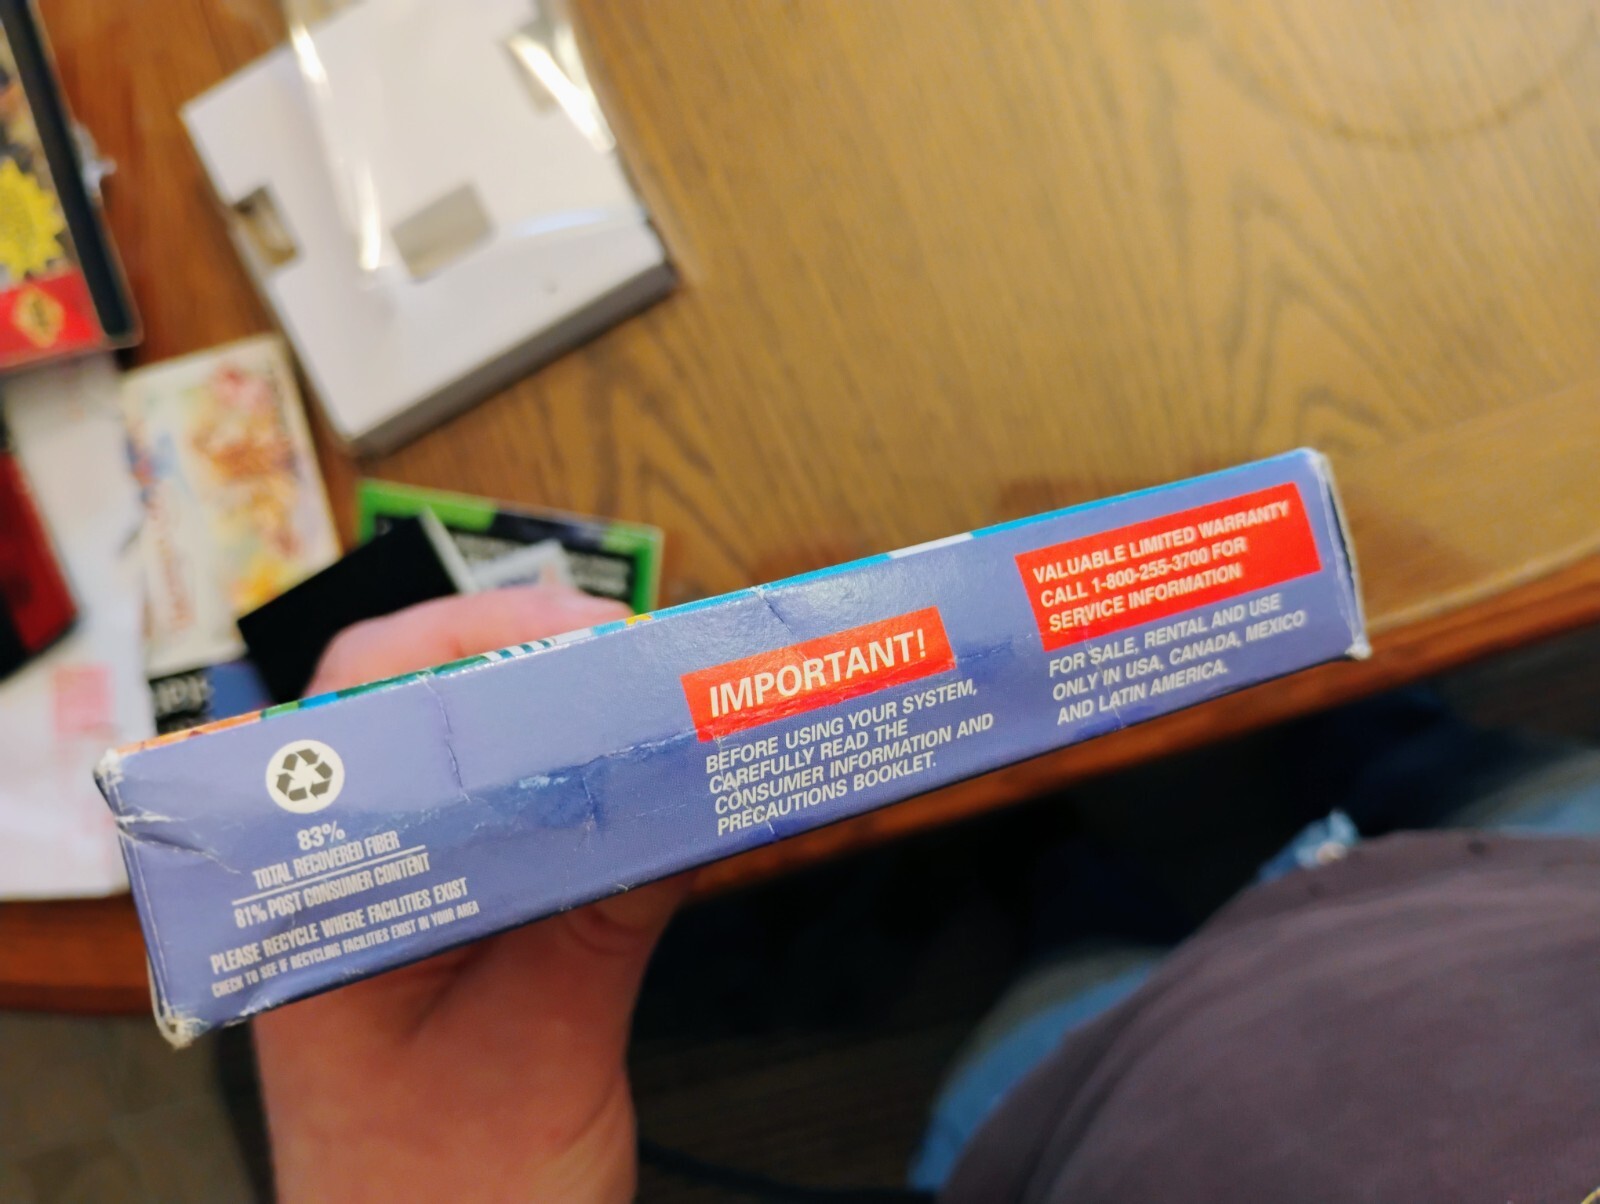 83%
TOTAL RECOVERED FIBER
81% POST CONSUMER CONTENT
PLEASE RECYCLE WHERE FACILITIES EXIST
CHECK TO SEE IF RECYCLING FACILITIES EXIST IN YOUR AREA
IMPORTANT!
BEFORE USING YOUR SYSTEM,
CAREFULLY READ THE
CONSUMER INFORMATION AND
PRECAUTIONS BOOKLET.
VALUABLE LIMITED WARRANTY
CALL 1-800-255-3700 FOR
SERVICE INFORMATION
FOR SALE, RENTAL AND USE
ONLY IN USA, CANADA, MEXICO
AND LATIN AMERICA.